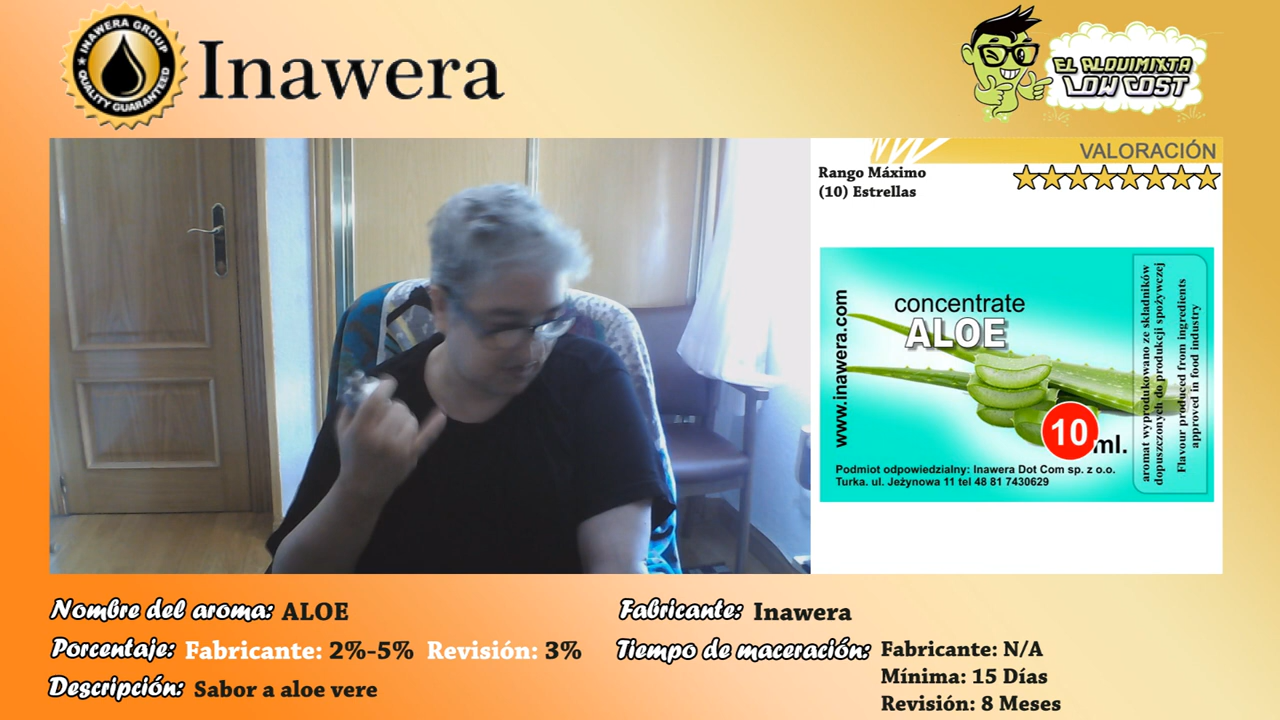 INAWERA GROUP
QUALITY GUARANTEED
Inawera
EL ALQUIMIXTA
LOW COST
VALORACIÓN
Rango Máximo
(10) Estrellas
www.inawera.com
concentrate
ALOE
10 ml.
Podmiot odpowiedzialny: Inawera Dot Com sp. z o.o.
Turka. ul. Jeżynowa 11 tel 48 81 7430629
aromat wyprodukowano ze składników
dopuszczonych do produkcji spożywczej
Flavour produced from ingredients
approved in food industry
Nombre del aroma: ALOE
Fabricante: Inawera
Porcentaje: Fabricante: 2%-5% Revisión: 3%
Tiempo de maceración: Fabricante: N/A
Mínima: 15 Días
Revisión: 8 Meses
Descripción: Sabor a aloe vere